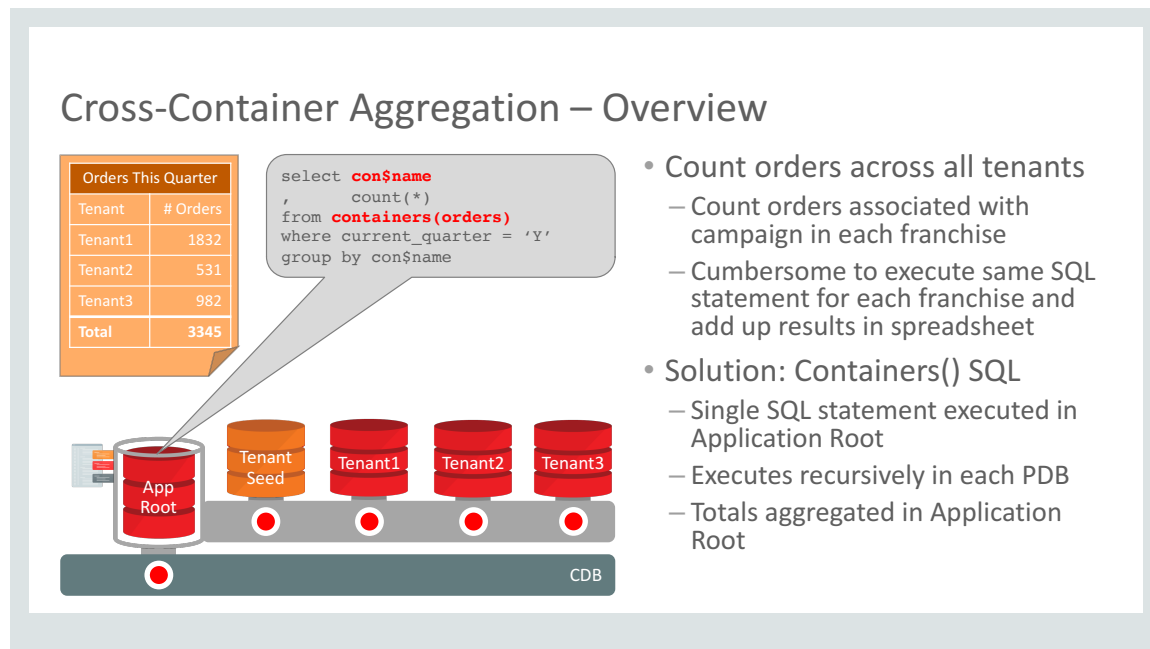 Cross-Container Aggregation – Overview
Orders This Quarter
Tenant # Orders
Tenant1 1832
Tenant2 531
Tenant3 982
Total 3345
select con$name
, count(*)
from containers(orders)
where current_quarter = ‘Y’
group by con$name
• Count orders across all tenants
– Count orders associated with
campaign in each franchise
– Cumbersome to execute same SQL
statement for each franchise and
add up results in spreadsheet
• Solution: Containers() SQL
– Single SQL statement executed in
Application Root
– Executes recursively in each PDB
– Totals aggregated in Application
Root
App
Root
Tenant
Seed
Tenant1
Tenant2
Tenant3
CDB